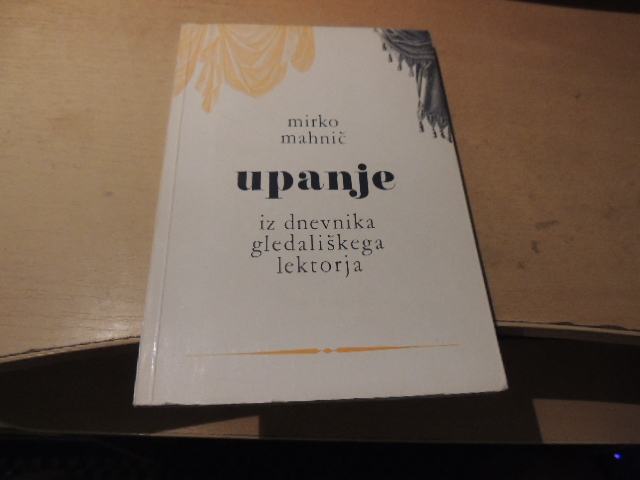 mirko
mahnič
upanje
iz dnevnika
gledališkega
lektorja